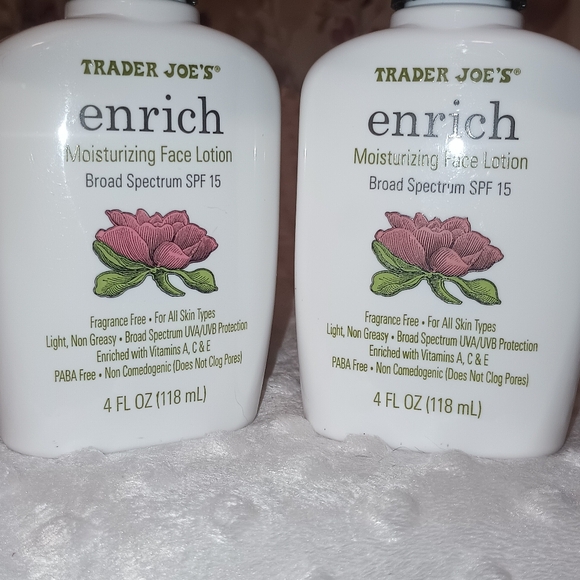 TRADER JOE'S®
enrich
Moisturizing Face Lotion
Broad Spectrum SPF 15
Fragrance Free • For All Skin Types
Light, Non Greasy • Broad Spectrum UVA/UVB Protection
Enriched with Vitamins A, C & E
PABA Free • Non Comedogenic (Does Not Clog Pores)
4 FL OZ (118 mL)
TRADER JOE'S®
enrich
Moisturizing Face Lotion
Broad Spectrum SPF 15
Fragrance Free • For All Skin Types
Light, Non Greasy • Broad Spectrum UVA/UVB Protection
Enriched with Vitamins A, C & E
PABA Free • Non Comedogenic (Does Not Clog Pores)
4 FL OZ (118 mL)